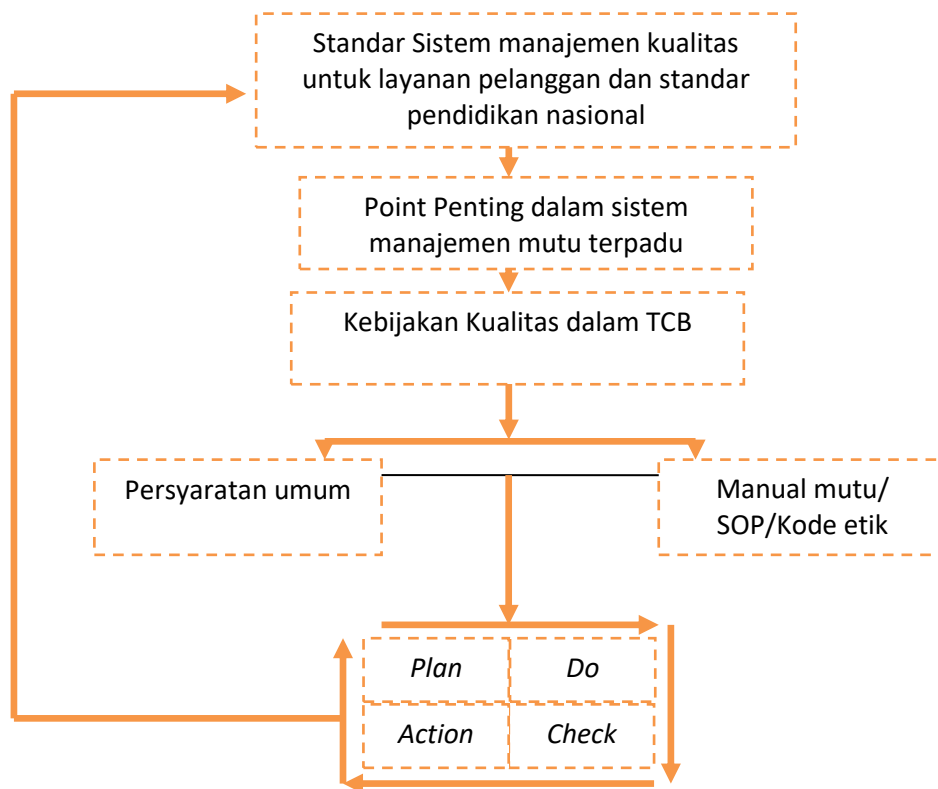 Standar Sistem manajemen kualitas
untuk layanan pelanggan dan standar
pendidikan nasional
Point Penting dalam sistem
manajemen mutu terpadu
Kebijakan Kualitas dalam TCB
Persyaratan umum
Manual mutu/
SOP/Kode etik
Plan
Do
Action
Check